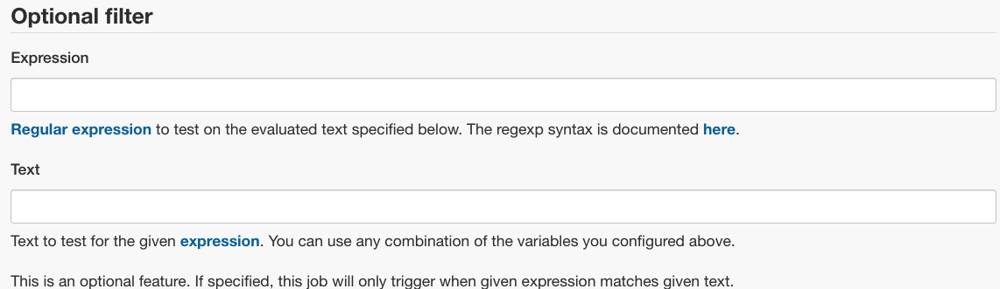 Optional filter
Expression
Regular expression to test on the evaluated text specified below. The regexp syntax is documented here.
Text
Text to test for the given expression. You can use any combination of the variables you configured above.
This is an optional feature. If specified, this job will only trigger when given expression matches given text.